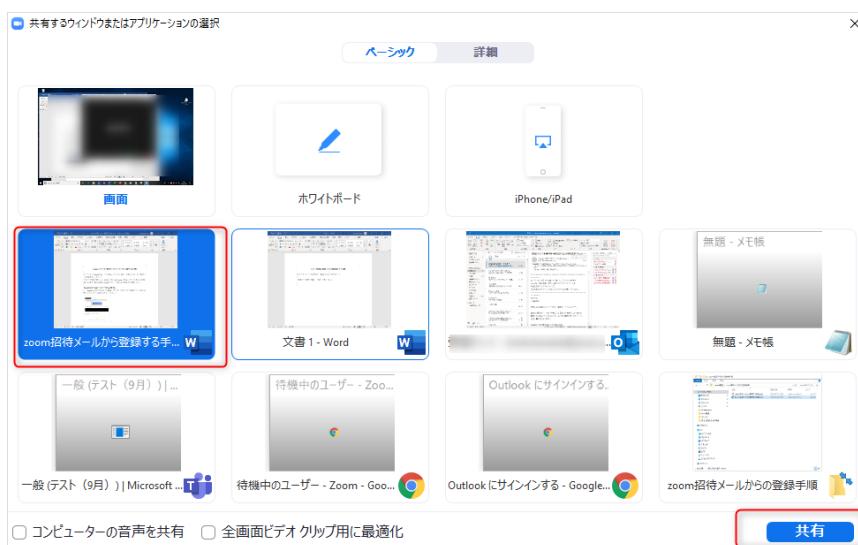 共有するウィンドウまたはアプリケーションの選択
ベーシック 詳細
画面 ホワイトボード iPhone/iPad
無題 - メモ帳
zoom招待メールから登録する手... 文書 1 - Word 無題 - メモ帳
一般 (テスト（9月）) | ... 待機中のユーザー - Zoo... Outlook にサインインする..
一般 (テスト（9月）) | Microsoft ... 待機中のユーザー - Zoom - Goo... Outlook にサインインする - Google... zoom招待メールからの登録手順
コンピューターの音声を共有 全画面ビデオ クリップ用に最適化 共有